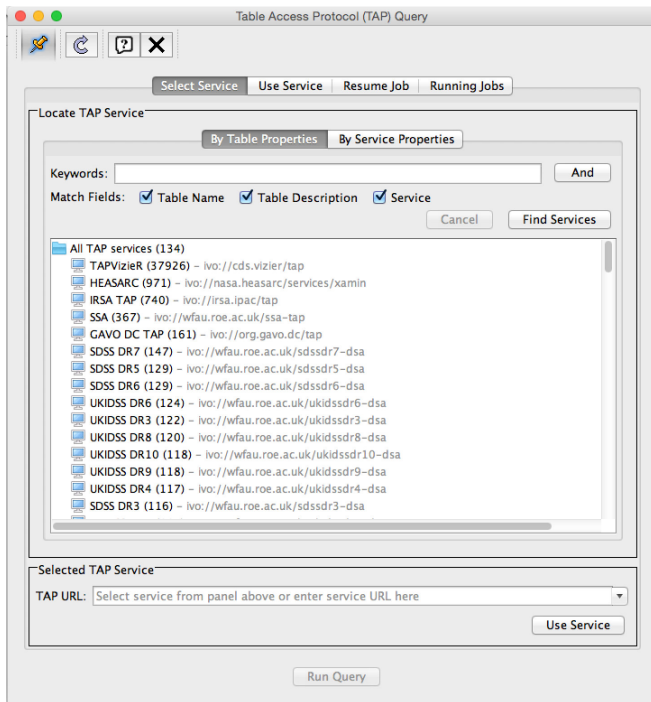 Table Access Protocol (TAP) Query
Select Service Use Service Resume Job Running Jobs
Locate TAP Service
By Table Properties By Service Properties
Keywords: And
Match Fields: Table Name Table Description Service
Cancel Find Services
All TAP services (134)
TAPVizieR (37926) – ivo://cds.vizier/tap
HEASARC (971) – ivo://nasa.heasarc/services/xamin
IRSA TAP (740) – ivo://irsa.ipac/tap
SSA (367) – ivo://wfau.roe.ac.uk/ssa-tap
GAVO DC TAP (161) – ivo://org.gavo.dc/tap
SDSS DR7 (147) – ivo://wfau.roe.ac.uk/sdssdr7-dsa
SDSS DR5 (129) – ivo://wfau.roe.ac.uk/sdssdr5-dsa
SDSS DR6 (129) – ivo://wfau.roe.ac.uk/sdssdr6-dsa
UKIDSS DR6 (124) – ivo://wfau.roe.ac.uk/ukidssdr6-dsa
UKIDSS DR3 (122) – ivo://wfau.roe.ac.uk/ukidssdr3-dsa
UKIDSS DR8 (120) – ivo://wfau.roe.ac.uk/ukidssdr8-dsa
UKIDSS DR10 (118) – ivo://wfau.roe.ac.uk/ukidssdr10-dsa
UKIDSS DR9 (118) – ivo://wfau.roe.ac.uk/ukidssdr9-dsa
UKIDSS DR4 (117) – ivo://wfau.roe.ac.uk/ukidssdr4-dsa
SDSS DR3 (116) – ivo://wfau.roe.ac.uk/sdssdr3-dsa
Selected TAP Service
TAP URL: Select service from panel above or enter service URL here
Use Service
Run Query